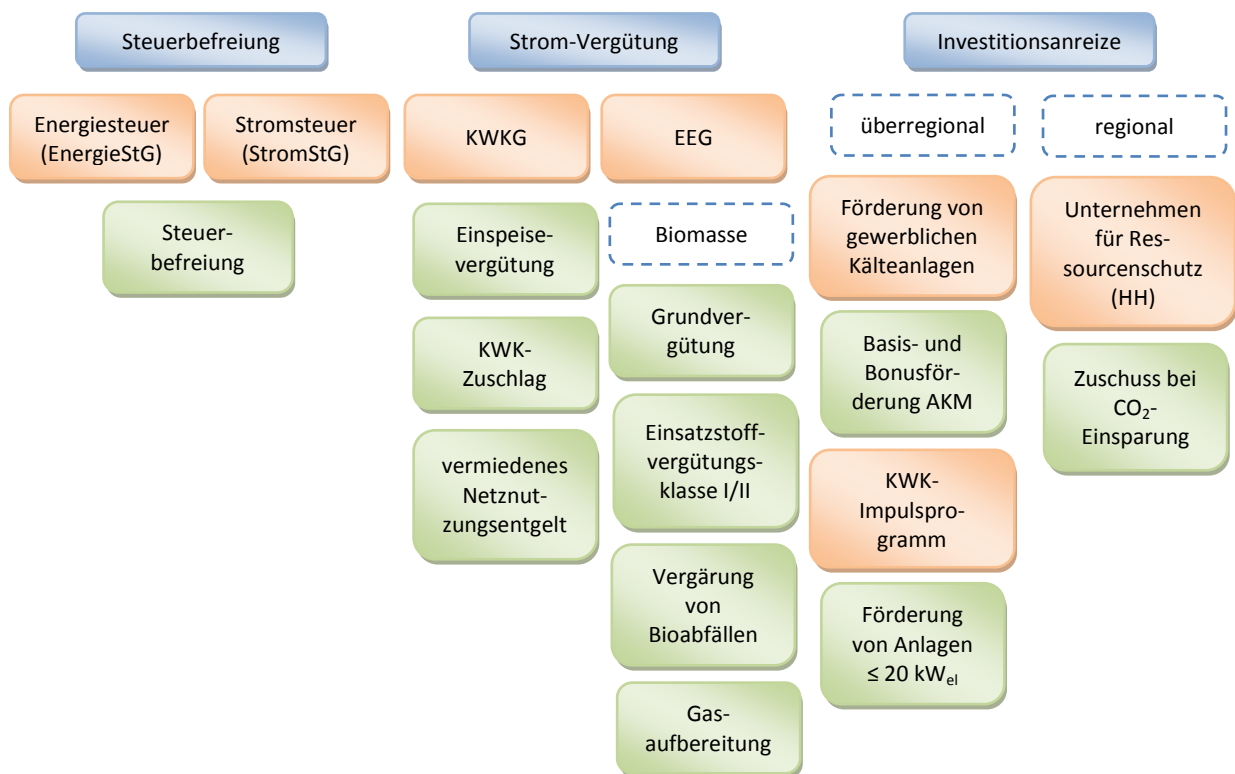 Steuerbefreiung
Energiesteuer
(EnergieStG)
Stromsteuer
(StromStG)
Steuer-
befreiung
Strom-Vergütung
KWKG
Einspeise-
vergütung
KWK-
Zuschlag
vermiedenes
Netznut-
zungsentgelt
EEG
Biomasse
Grundver-
gütung
Einsatzstoff-
vergütungs-
klasse I/II
Vergärung
von
Bioabfällen
Gas-
aufbereitung
Investitionsanreize
überregional
Förderung von
gewerblichen
Kälteanlagen
Basis- und
Bonusför-
derung AKM
KWK-
Impulspro-
gramm
Förderung
von Anlagen
≤ 20 kWel
regional
Unternehmen
für Res-
sourcenschutz
(HH)
Zuschuss bei
CO2-
Einsparung